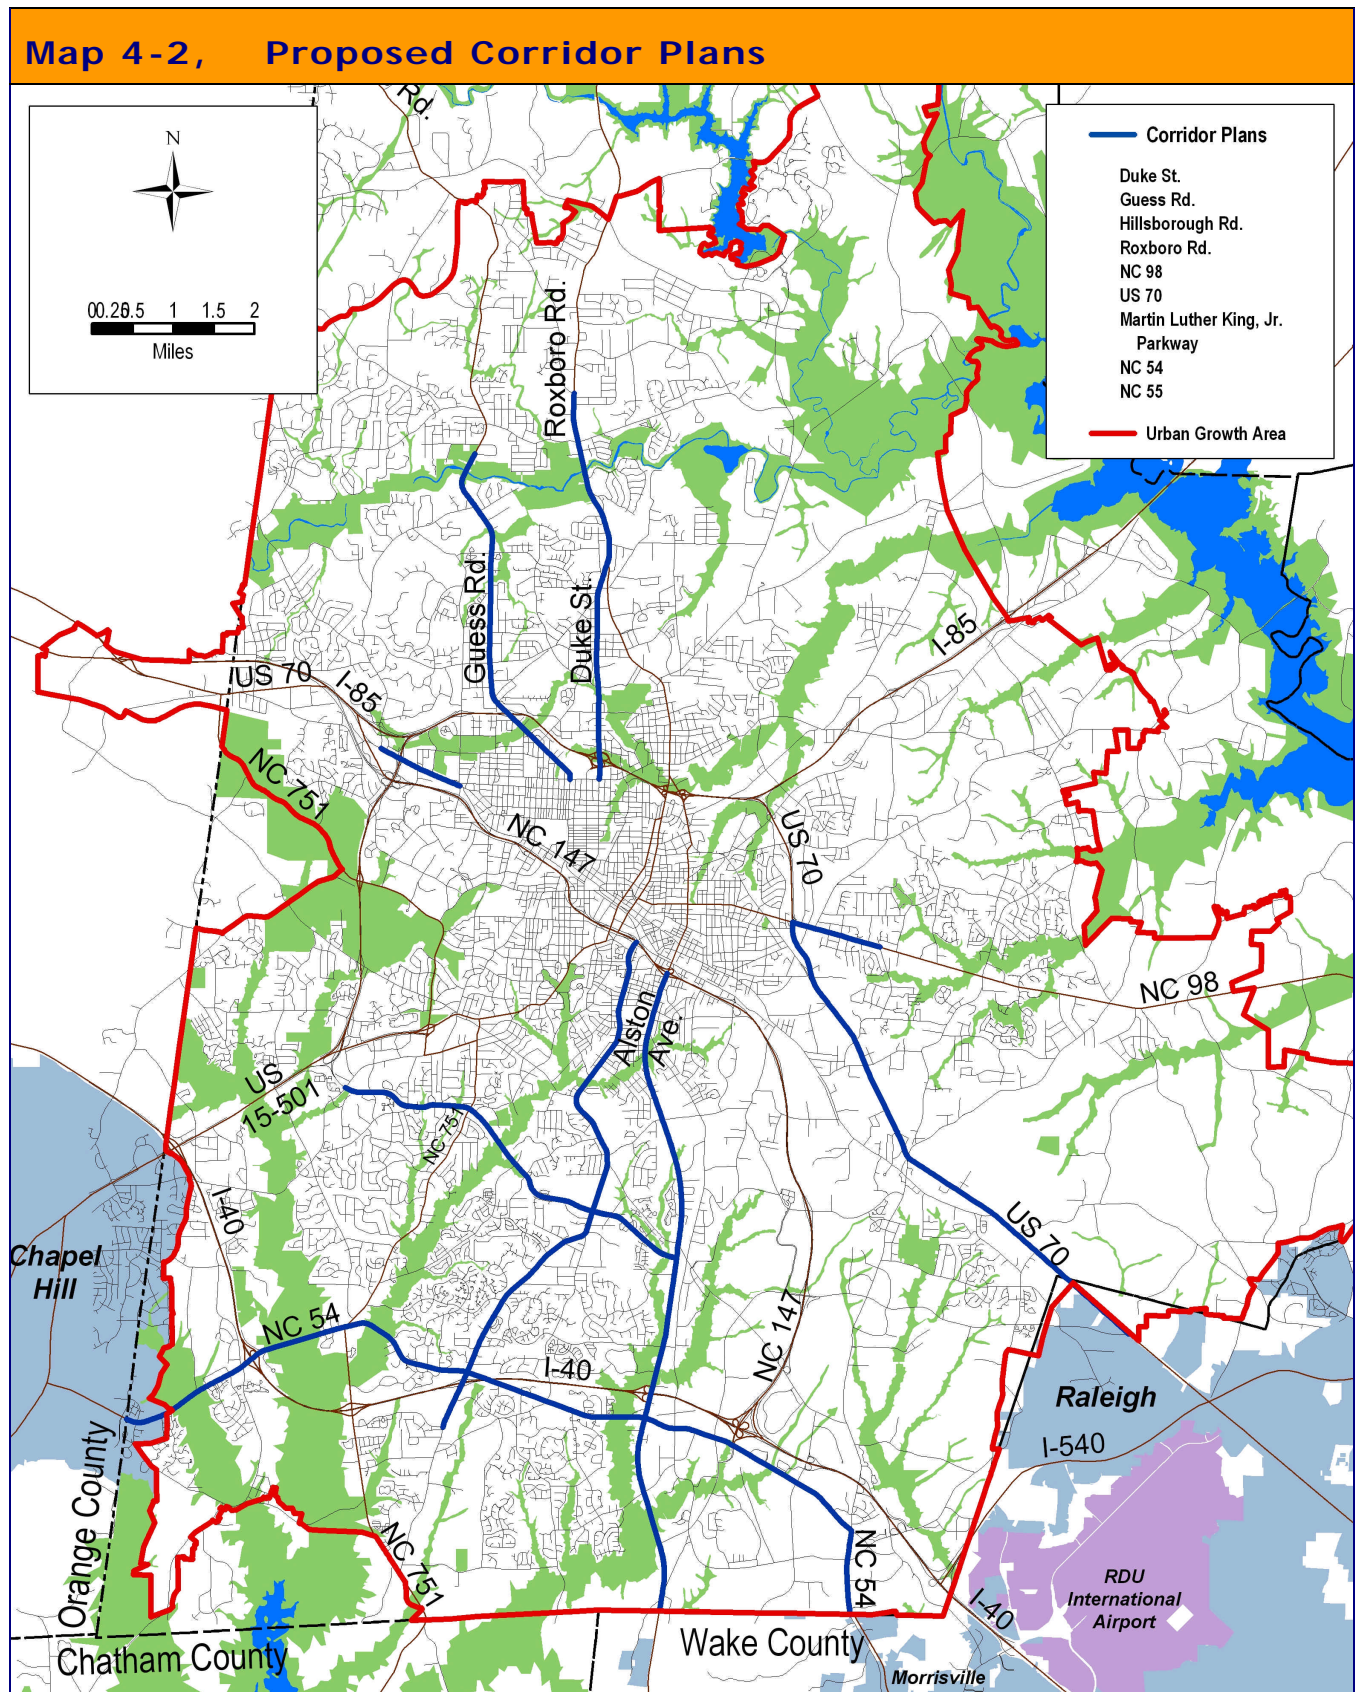 Map 4-2, Proposed Corridor Plans
Rd.
N
00.250.5 1 1.5 2
Miles
Corridor Plans
Duke St.
Guess Rd.
Hillsborough Rd.
Roxboro Rd.
NC 98
US 70
Martin Luther King, Jr.
Parkway
NC 54
NC 55
Urban Growth Area
Roxboro Rd.
Guess Rd.
Duke St.
I-85
US 70
I-85
NC 751
NC 147
US 70
NC 98
Alston
Ave.
US
15-501
NC 751
I-40
US 70
Chapel
Hill
NC 54
NC 147
I-40
Raleigh
I-540
Orange County
NC 751
NC 54
RDU
International
Airport
I-40
Chatham County
Wake County
Morrisville